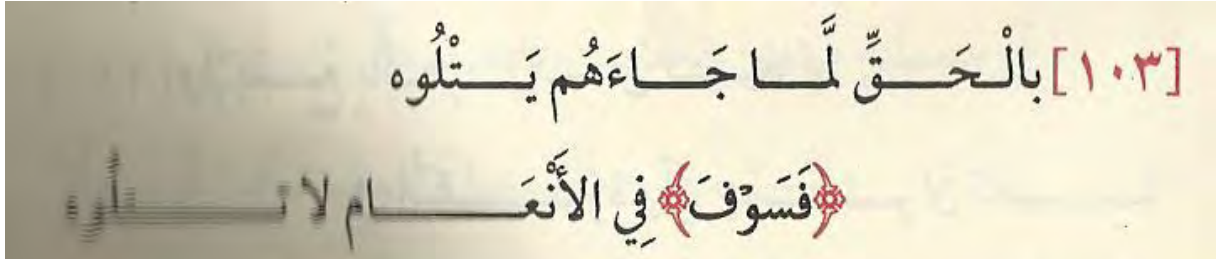 [١٠٣] بالْحَقِّ لَّمَا جَاءَهُم يَتْلُوه
﴿فَسَوْفَ﴾ فِي الأَنْعَام لا